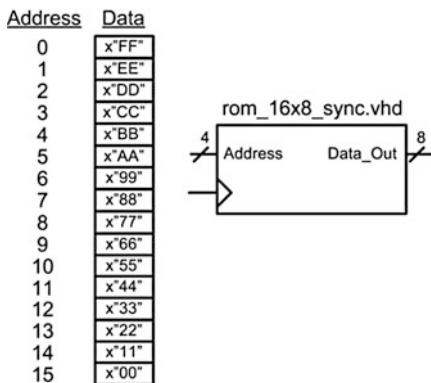 Address Data
0 x"FF"
1 x"EE"
2 x"DD"
3 x"CC"
4 x"BB"
5 x"AA"
6 x"99"
7 x"88"
8 x"77"
9 x"66"
10 x"55"
11 x"44"
12 x"33"
13 x"22"
14 x"11"
15 x"00"
rom_16x8_sync.vhd
4 8
Address Data_Out